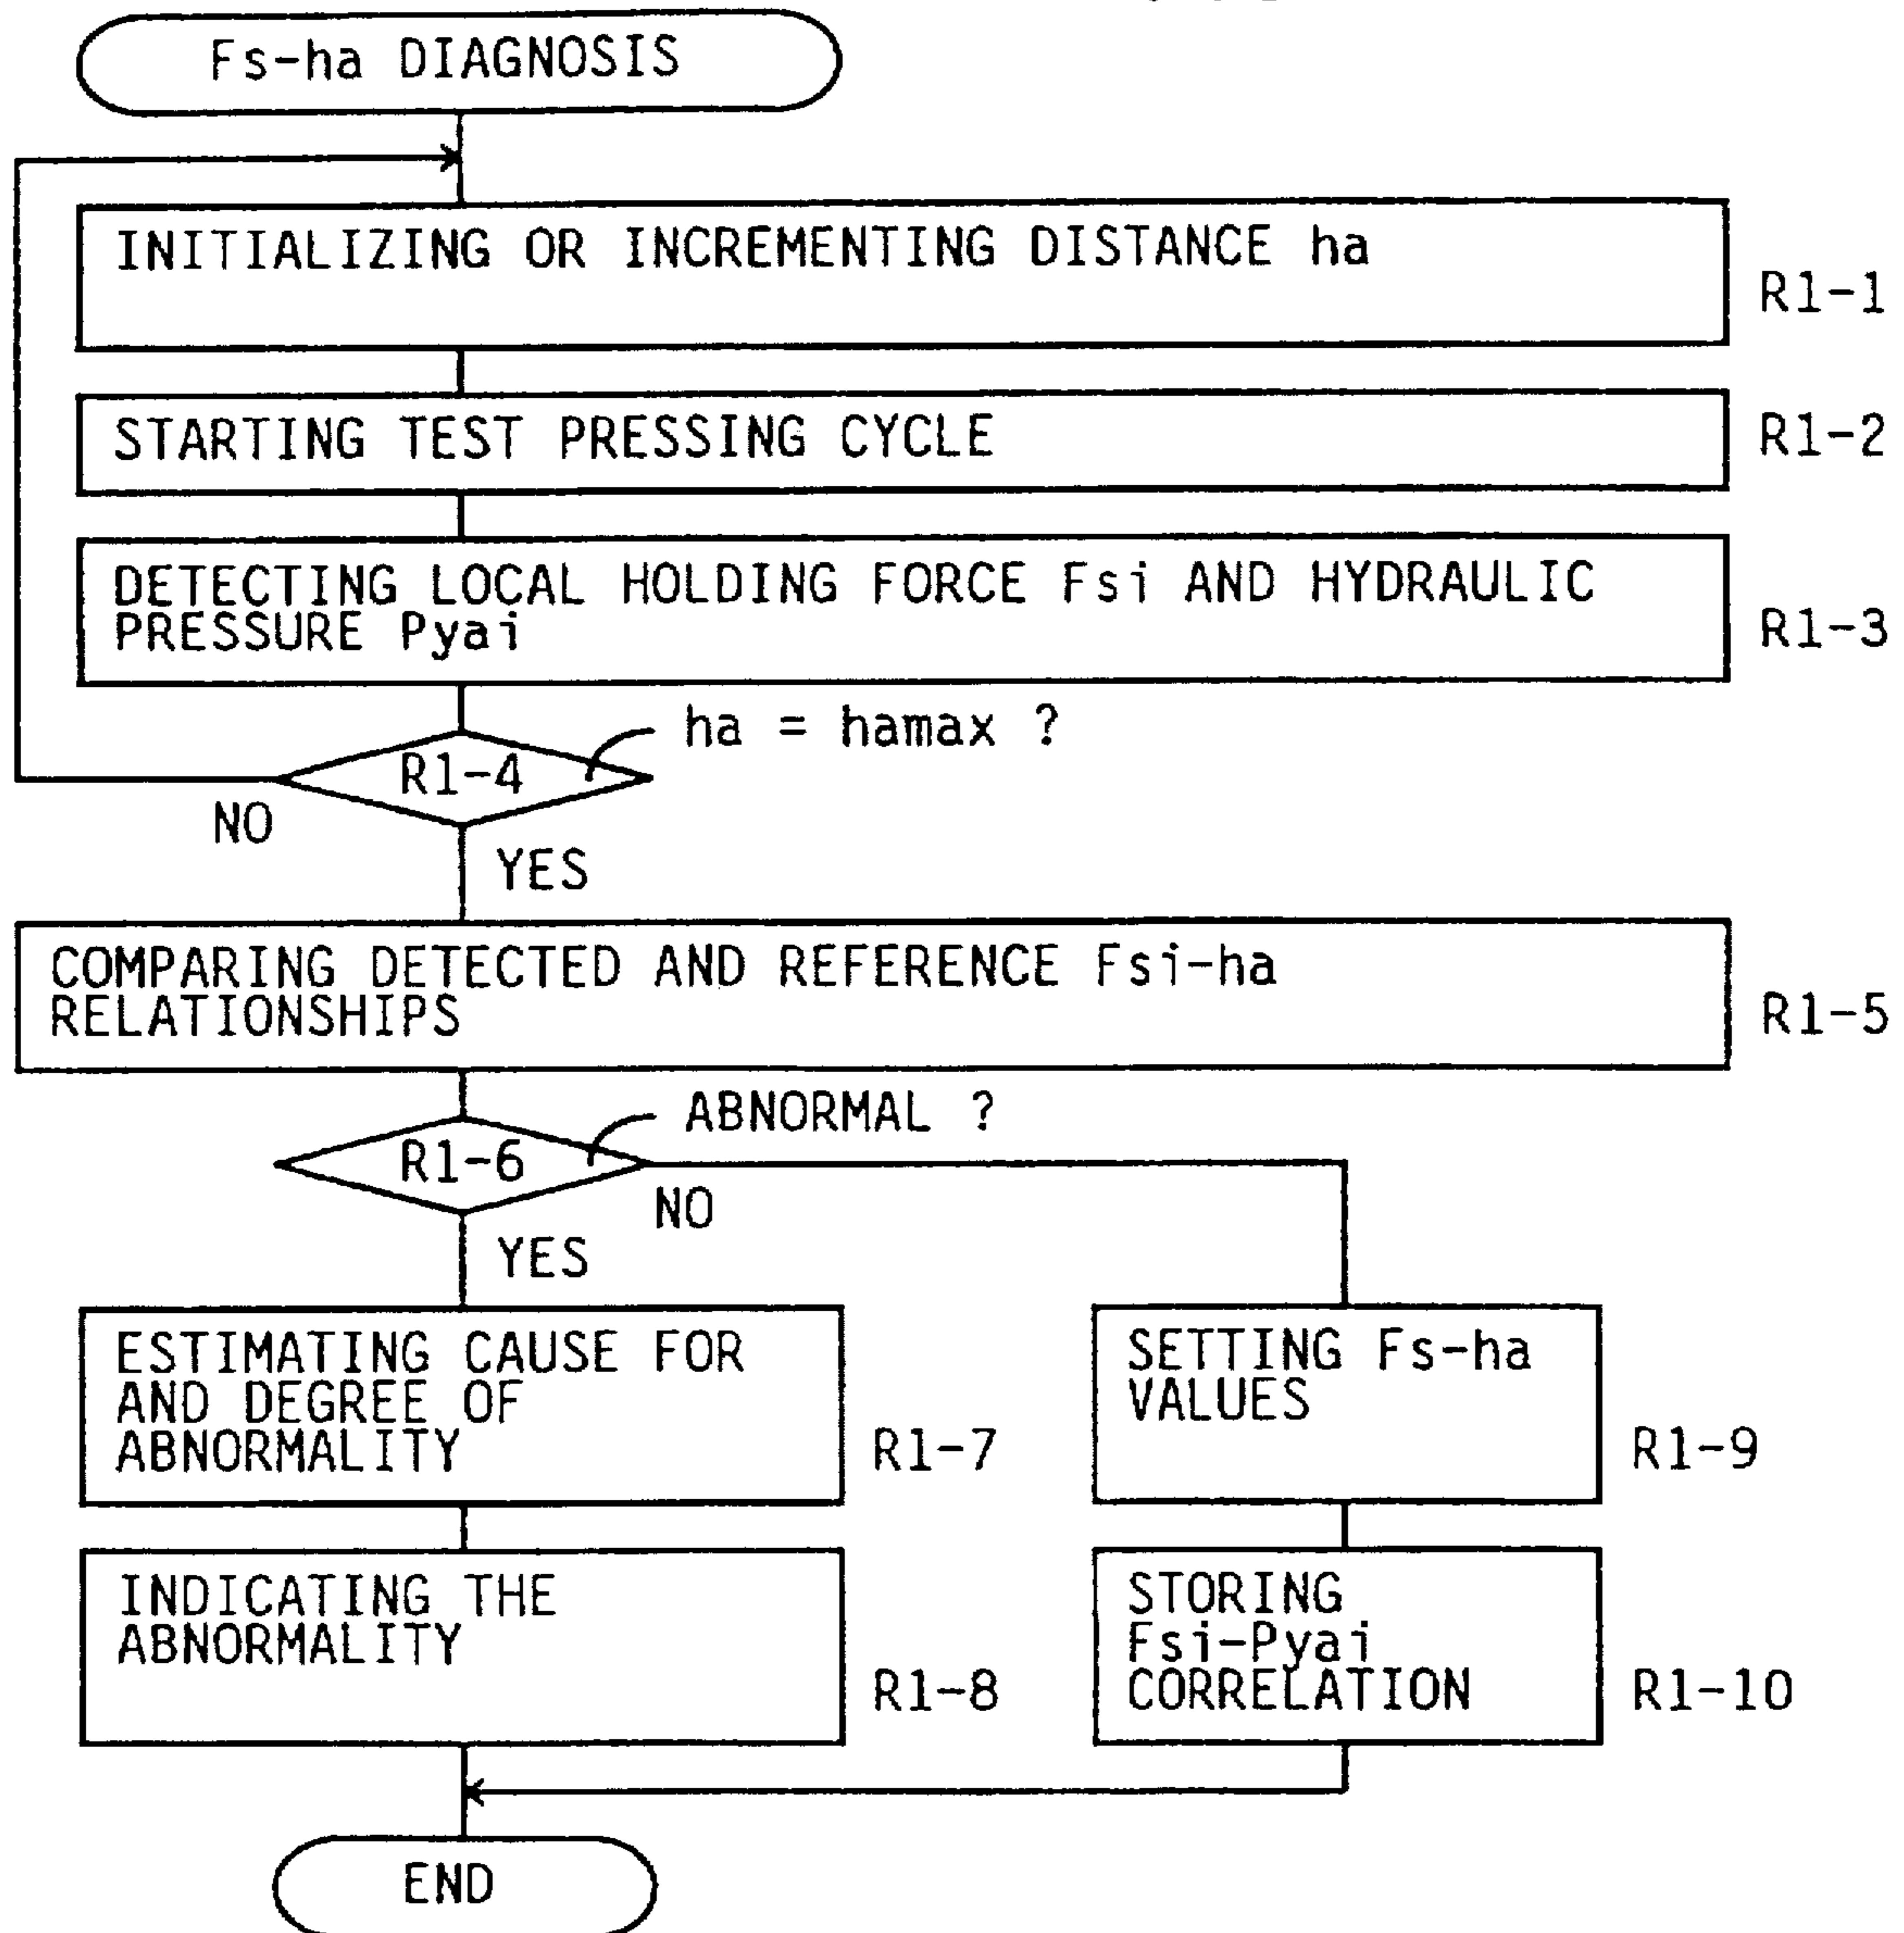 Fs-ha DIAGNOSIS
INITIALIZING OR INCREMENTING DISTANCE ha
R1-1
STARTING TEST PRESSING CYCLE
R1-2
DETECTING LOCAL HOLDING FORCE Fsi AND HYDRAULIC
PRESSURE Pyai
R1-3
ha = hamax ?
R1-4
NO
YES
COMPARING DETECTED AND REFERENCE Fsi-ha
RELATIONSHIPS
R1-5
ABNORMAL ?
R1-6
NO
YES
ESTIMATING CAUSE FOR
AND DEGREE OF
ABNORMALITY
R1-7
SETTING Fs-ha
VALUES
R1-9
INDICATING THE
ABNORMALITY
R1-8
STORING
Fsi-Pyai
CORRELATION
R1-10
END